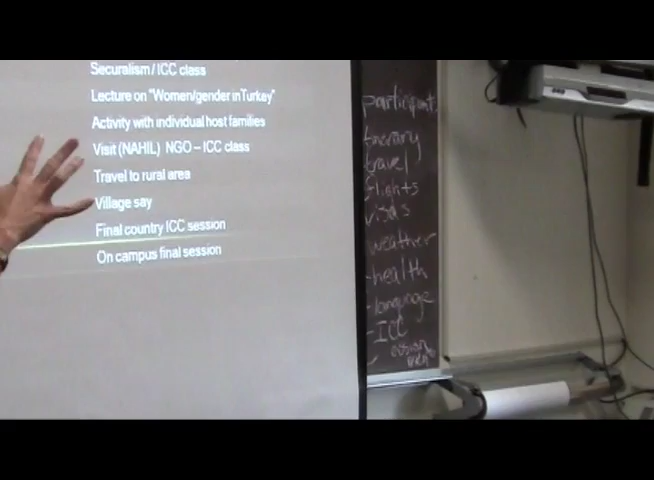 Securalism / ICC class
Lecture on "Women/gender in Turkey"
Activity with individual host families
Visit (NAHIL) NGO – ICC class
Travel to rural area
Village say
Final country ICC session
On campus final session
participant
itinerary
travel
flights
visas
weather
-health
-language
-ICC